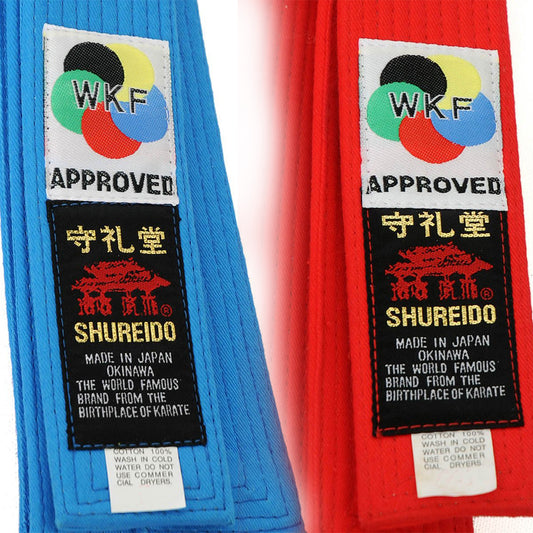 WKF
APPROVED
守礼堂
®
SHUREIDO
MADE IN JAPAN
OKINAWA
THE WORLD FAMOUS
BRAND FROM THE
BIRTHPLACE OF KARATE
COTTON 100%
WASH IN COLD
WATER DO NOT
USE COMMER
CIAL DRYERS.
WKF
APPROVED
守礼堂
®
SHUREIDO
MADE IN JAPAN
OKINAWA
THE WORLD FAMOUS
BRAND FROM THE
BIRTHPLACE OF KARATE
COTTON 100%
WASH IN COLD
WATER DO NOT
USE COMMER
CIAL DRYERS.